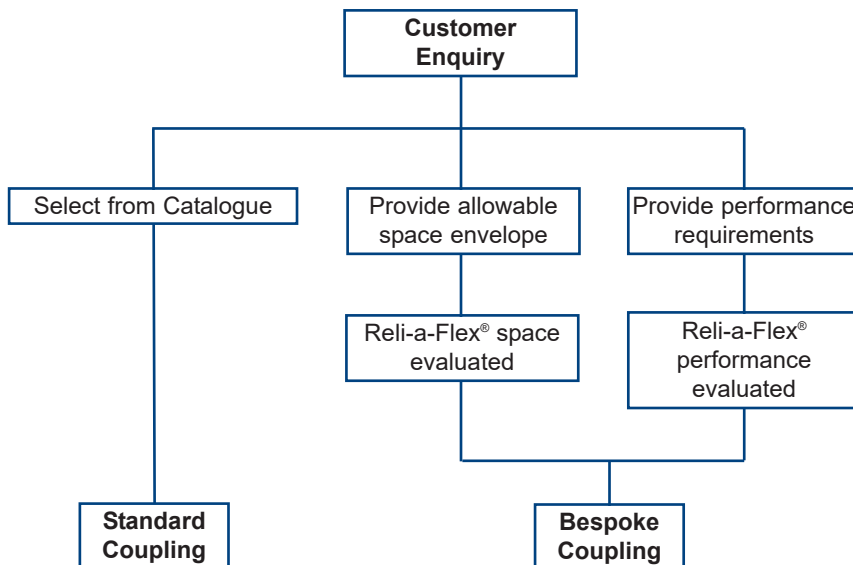 Customer
Enquiry
Select from Catalogue
Provide allowable
space envelope
Provide performance
requirements
Reli-a-Flex® space
evaluated
Reli-a-Flex®
performance
evaluated
Standard
Coupling
Bespoke
Coupling